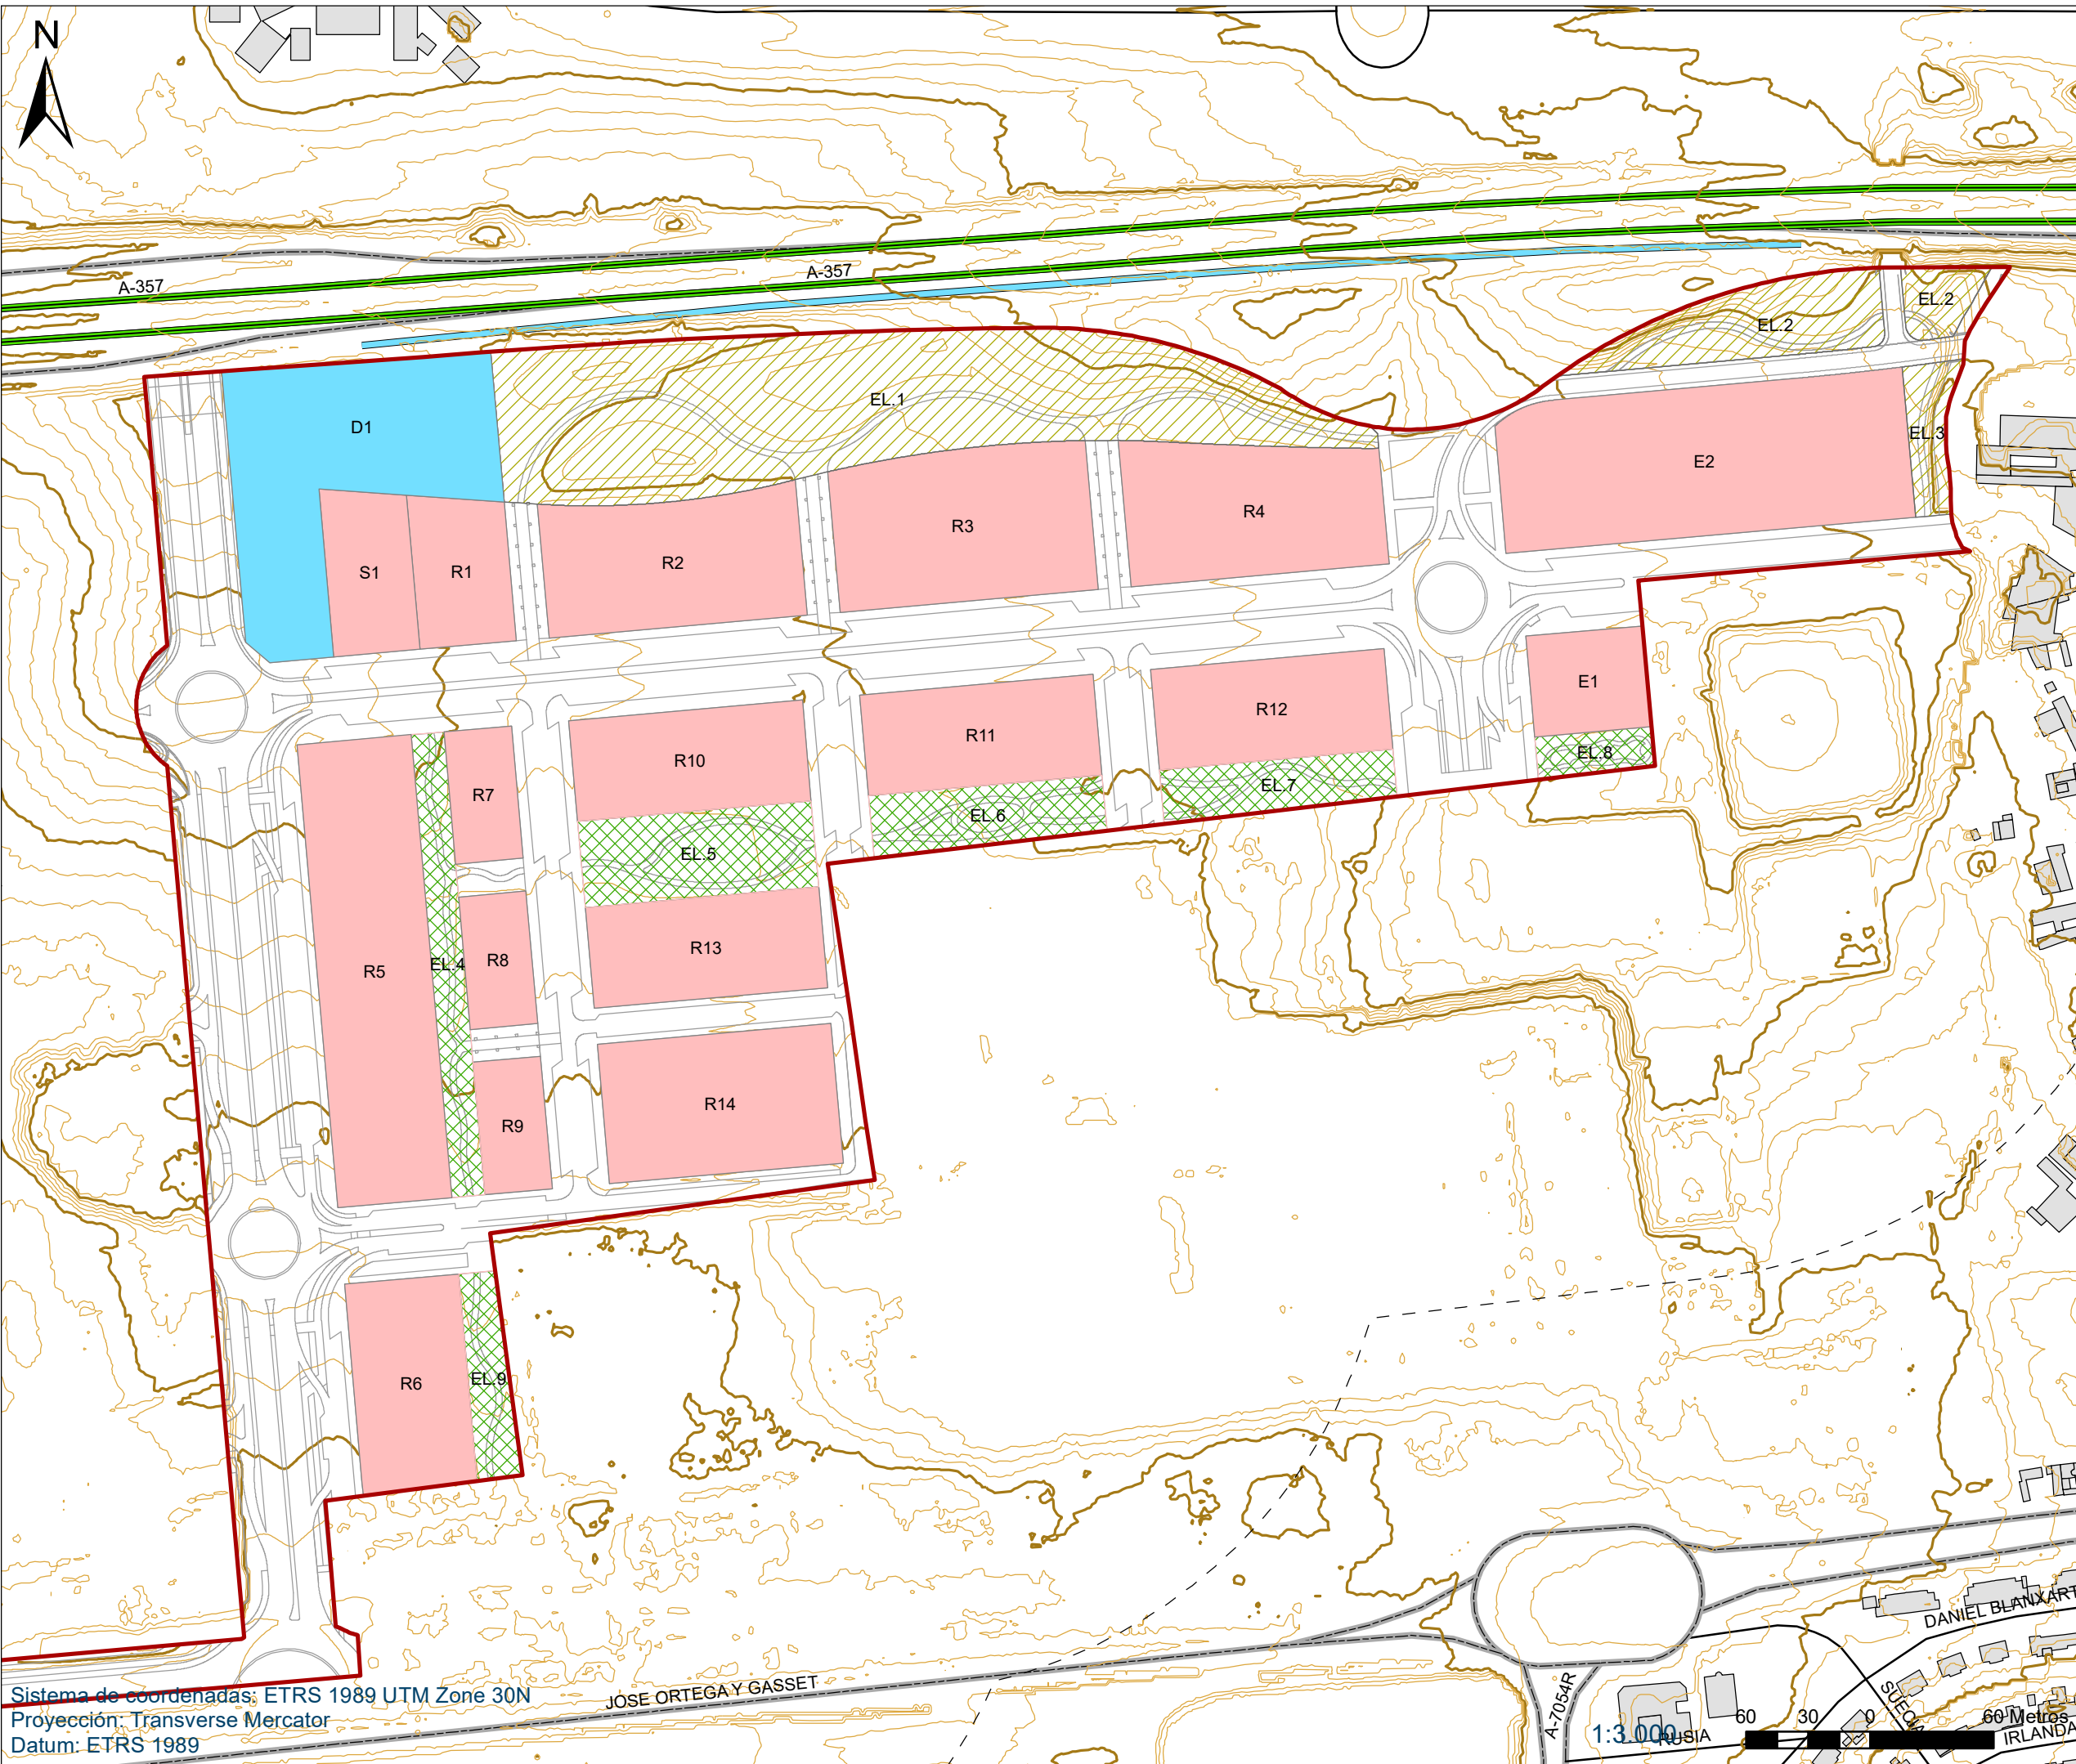 N
A-357
A-357
EL.2
EL.2
EL.1
D1
EL.3
E2
R4
R3
R2
S1
R1
E1
R12
R11
EL.8
R10
EL.7
R7
EL.6
EL.5
R13
R8
EL.4
R5
R14
R9
EL.9
R6
DANIEL BLANXART
JOSE ORTEGA Y GASSET
A-7054R
SUECIA
RUSIA
IRLANDA
Sistema de coordenadas: ETRS 1989 UTM Zone 30N
Proyección: Transverse Mercator
Datum: ETRS 1989
1:3.000
60 30 0 60 Metros